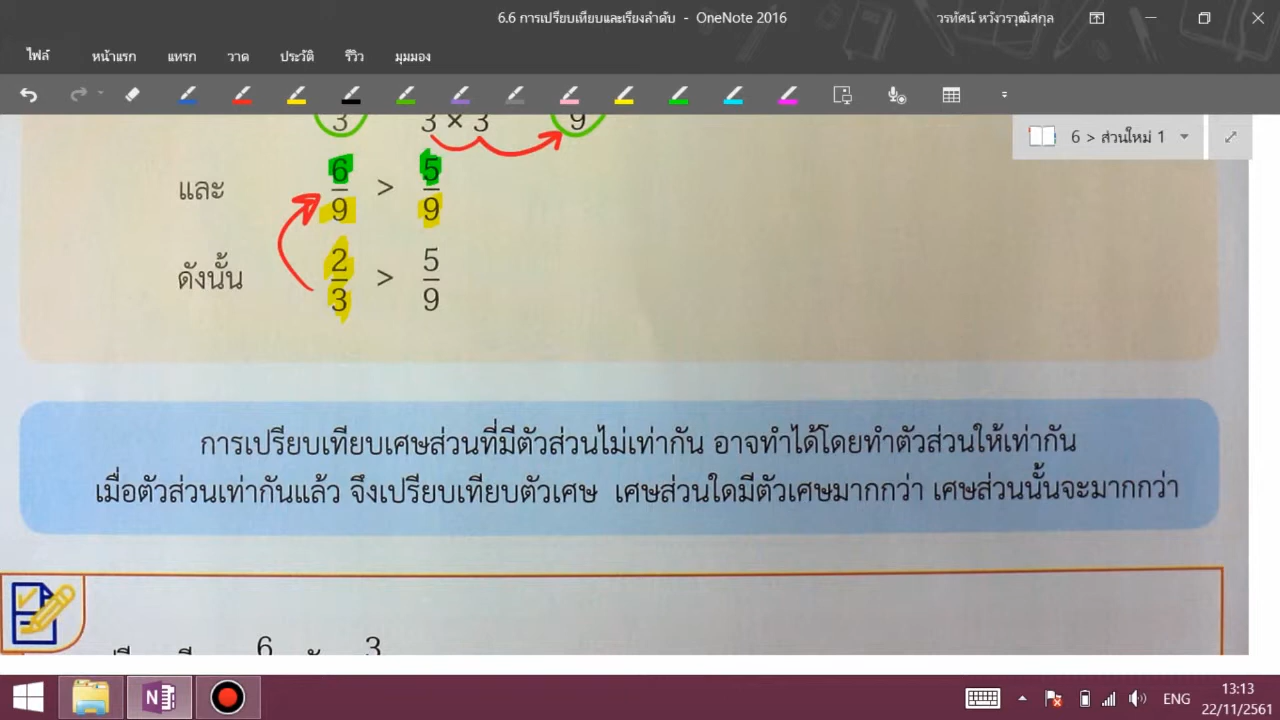 6.6 การเปรียบเทียบและเรียงลำดับ - OneNote 2016
วรทัศน์ หวังวรวุฒิสกุล
ไฟล์ หน้าแรก แทรก วาด ประวัติ รีวิว มุมมอง
6 > ส่วนใหม่ 1
3 3 × 3 9
และ 6/9 > 5/9
ดังนั้น 2/3 > 5/9
การเปรียบเทียบเศษส่วนที่มีตัวส่วนไม่เท่ากัน อาจทำได้โดยทำตัวส่วนให้เท่ากัน
เมื่อตัวส่วนเท่ากันแล้ว จึงเปรียบเทียบตัวเศษ เศษส่วนใดมีตัวเศษมากกว่า เศษส่วนนั้นจะมากกว่า
6 3
ENG
13:13
22/11/2561